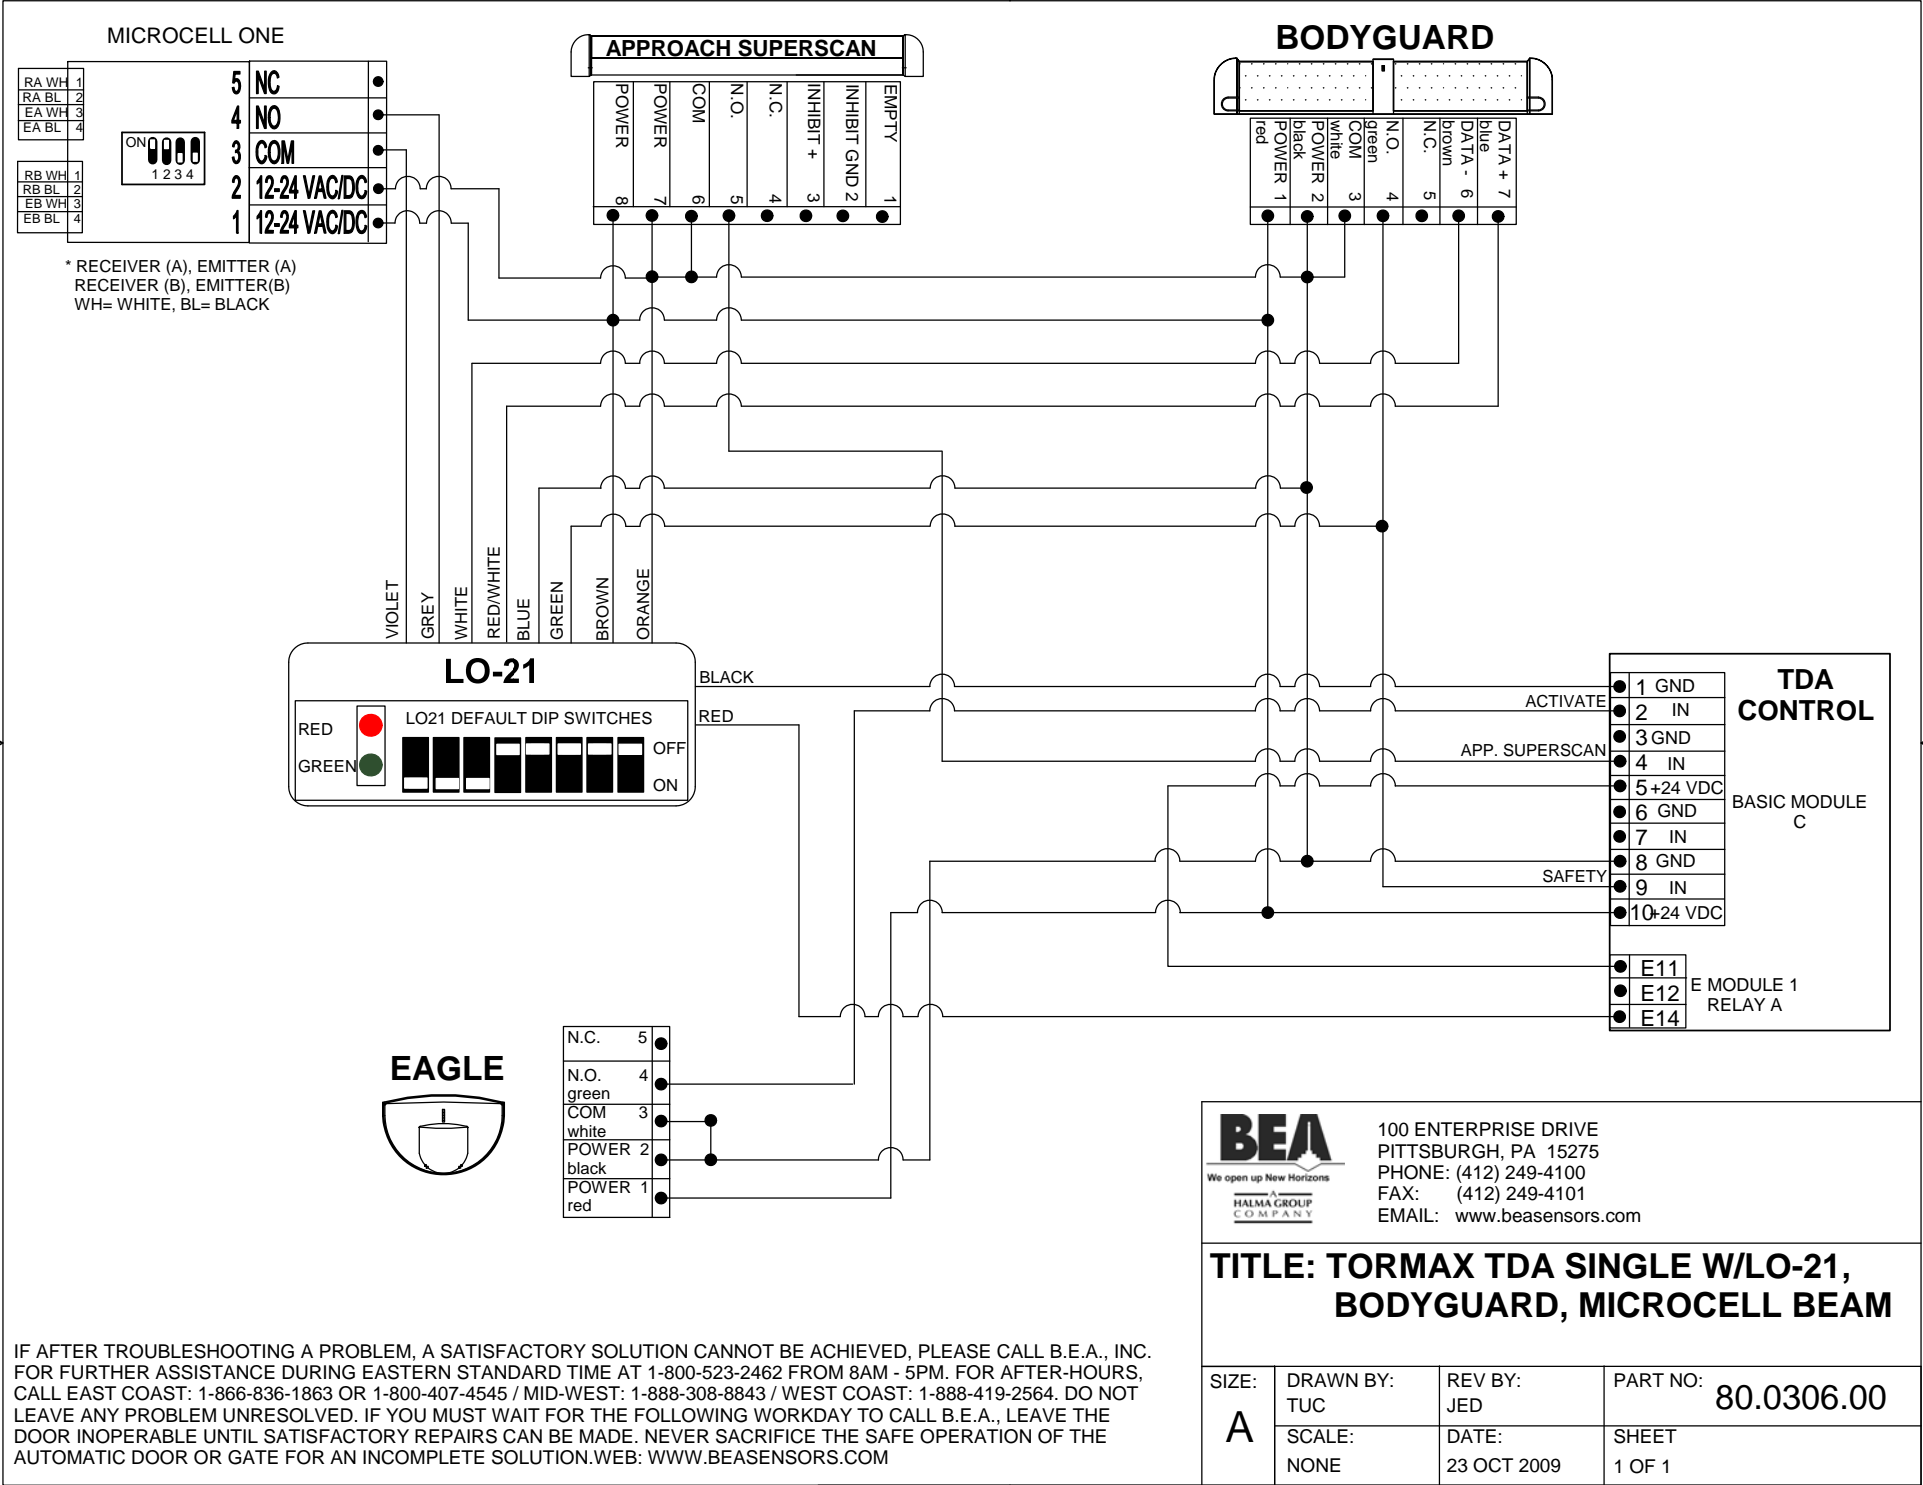 MICROCELL ONE
RA WH 1
RA BL 2
EA WH 3
EA BL 4
RB WH 1
RB BL 2
EB WH 3
EB BL 4
ON
1 2 3 4
5 NC
4 NO
3 COM
2 12-24 VAC/DC
1 12-24 VAC/DC
* RECEIVER (A), EMITTER (A)
RECEIVER (B), EMITTER(B)
WH= WHITE, BL= BLACK
APPROACH SUPERSCAN
POWER 8
POWER 7
COM 6
N.O. 5
N.C. 4
INHIBIT + 3
INHIBIT GND 2
EMPTY 1
BODYGUARD
POWER 1
red
POWER 2
black
COM 3
white
N.O. 4
green
N.C. 5
DATA - 6
brown
DATA + 7
blue
VIOLET
GREY
WHITE
RED/WHITE
BLUE
GREEN
BROWN
ORANGE
LO-21
BLACK
RED
RED
GREEN
LO21 DEFAULT DIP SWITCHES
OFF
ON
ACTIVATE
APP. SUPERSCAN
SAFETY
TDA
CONTROL
1 GND
2 IN
3 GND
4 IN
5 +24 VDC
6 GND
7 IN
8 GND
9 IN
10 +24 VDC
BASIC MODULE
C
E11
E12
E14
E MODULE 1
RELAY A
EAGLE
N.C. 5
N.O. 4
green
COM 3
white
POWER 2
black
POWER 1
red
BEA
We open up New Horizons
A
HALMA GROUP
COMPANY
100 ENTERPRISE DRIVE
PITTSBURGH, PA 15275
PHONE: (412) 249-4100
FAX: (412) 249-4101
EMAIL: www.beasensors.com
TITLE: TORMAX TDA SINGLE W/LO-21,
BODYGUARD, MICROCELL BEAM
SIZE:
A
DRAWN BY:
TUC
REV BY:
JED
PART NO: 80.0306.00
SCALE:
NONE
DATE:
23 OCT 2009
SHEET
1 OF 1
IF AFTER TROUBLESHOOTING A PROBLEM, A SATISFACTORY SOLUTION CANNOT BE ACHIEVED, PLEASE CALL B.E.A., INC.
FOR FURTHER ASSISTANCE DURING EASTERN STANDARD TIME AT 1-800-523-2462 FROM 8AM - 5PM. FOR AFTER-HOURS,
CALL EAST COAST: 1-866-836-1863 OR 1-800-407-4545 / MID-WEST: 1-888-308-8843 / WEST COAST: 1-888-419-2564. DO NOT
LEAVE ANY PROBLEM UNRESOLVED. IF YOU MUST WAIT FOR THE FOLLOWING WORKDAY TO CALL B.E.A., LEAVE THE
DOOR INOPERABLE UNTIL SATISFACTORY REPAIRS CAN BE MADE. NEVER SACRIFICE THE SAFE OPERATION OF THE
AUTOMATIC DOOR OR GATE FOR AN INCOMPLETE SOLUTION.WEB: WWW.BEASENSORS.COM